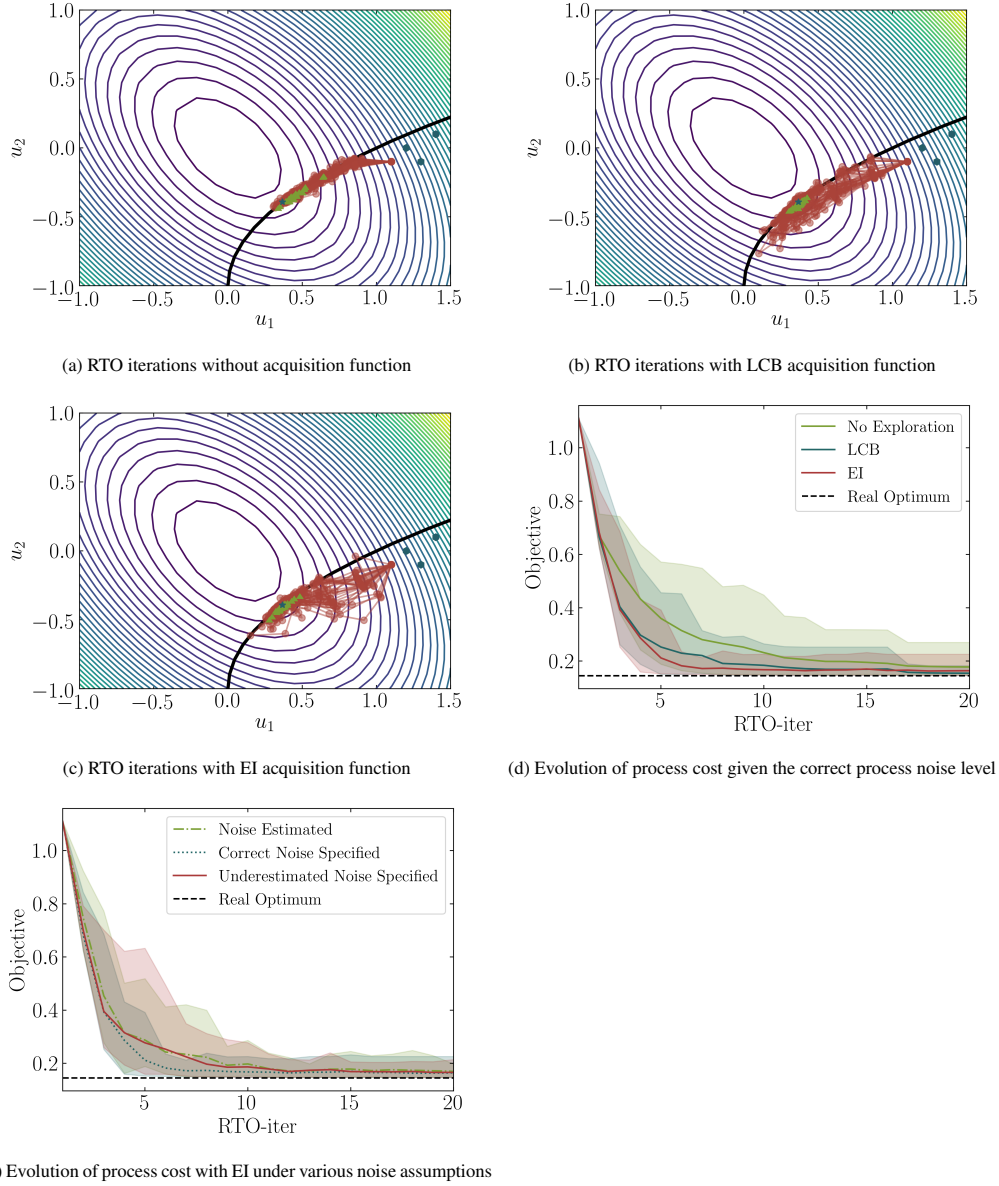 1.0
0.5
0.0
−0.5
−1.0
u2
−1.0 −0.5 0.0 0.5 1.0 1.5
u1
(a) RTO iterations without acquisition function
1.0
0.5
0.0
−0.5
−1.0
u2
−1.0 −0.5 0.0 0.5 1.0 1.5
u1
(b) RTO iterations with LCB acquisition function
1.0
0.5
0.0
−0.5
−1.0
u2
−1.0 −0.5 0.0 0.5 1.0 1.5
u1
(c) RTO iterations with EI acquisition function
No Exploration
LCB
EI
Real Optimum
1.0
0.8
0.6
0.4
0.2
Objective
5 10 15 20
RTO-iter
(d) Evolution of process cost given the correct process noise level
Noise Estimated
Correct Noise Specified
Underestimated Noise Specified
Real Optimum
1.0
0.8
0.6
0.4
0.2
Objective
5 10 15 20
RTO-iter
) Evolution of process cost with EI under various noise assumptions